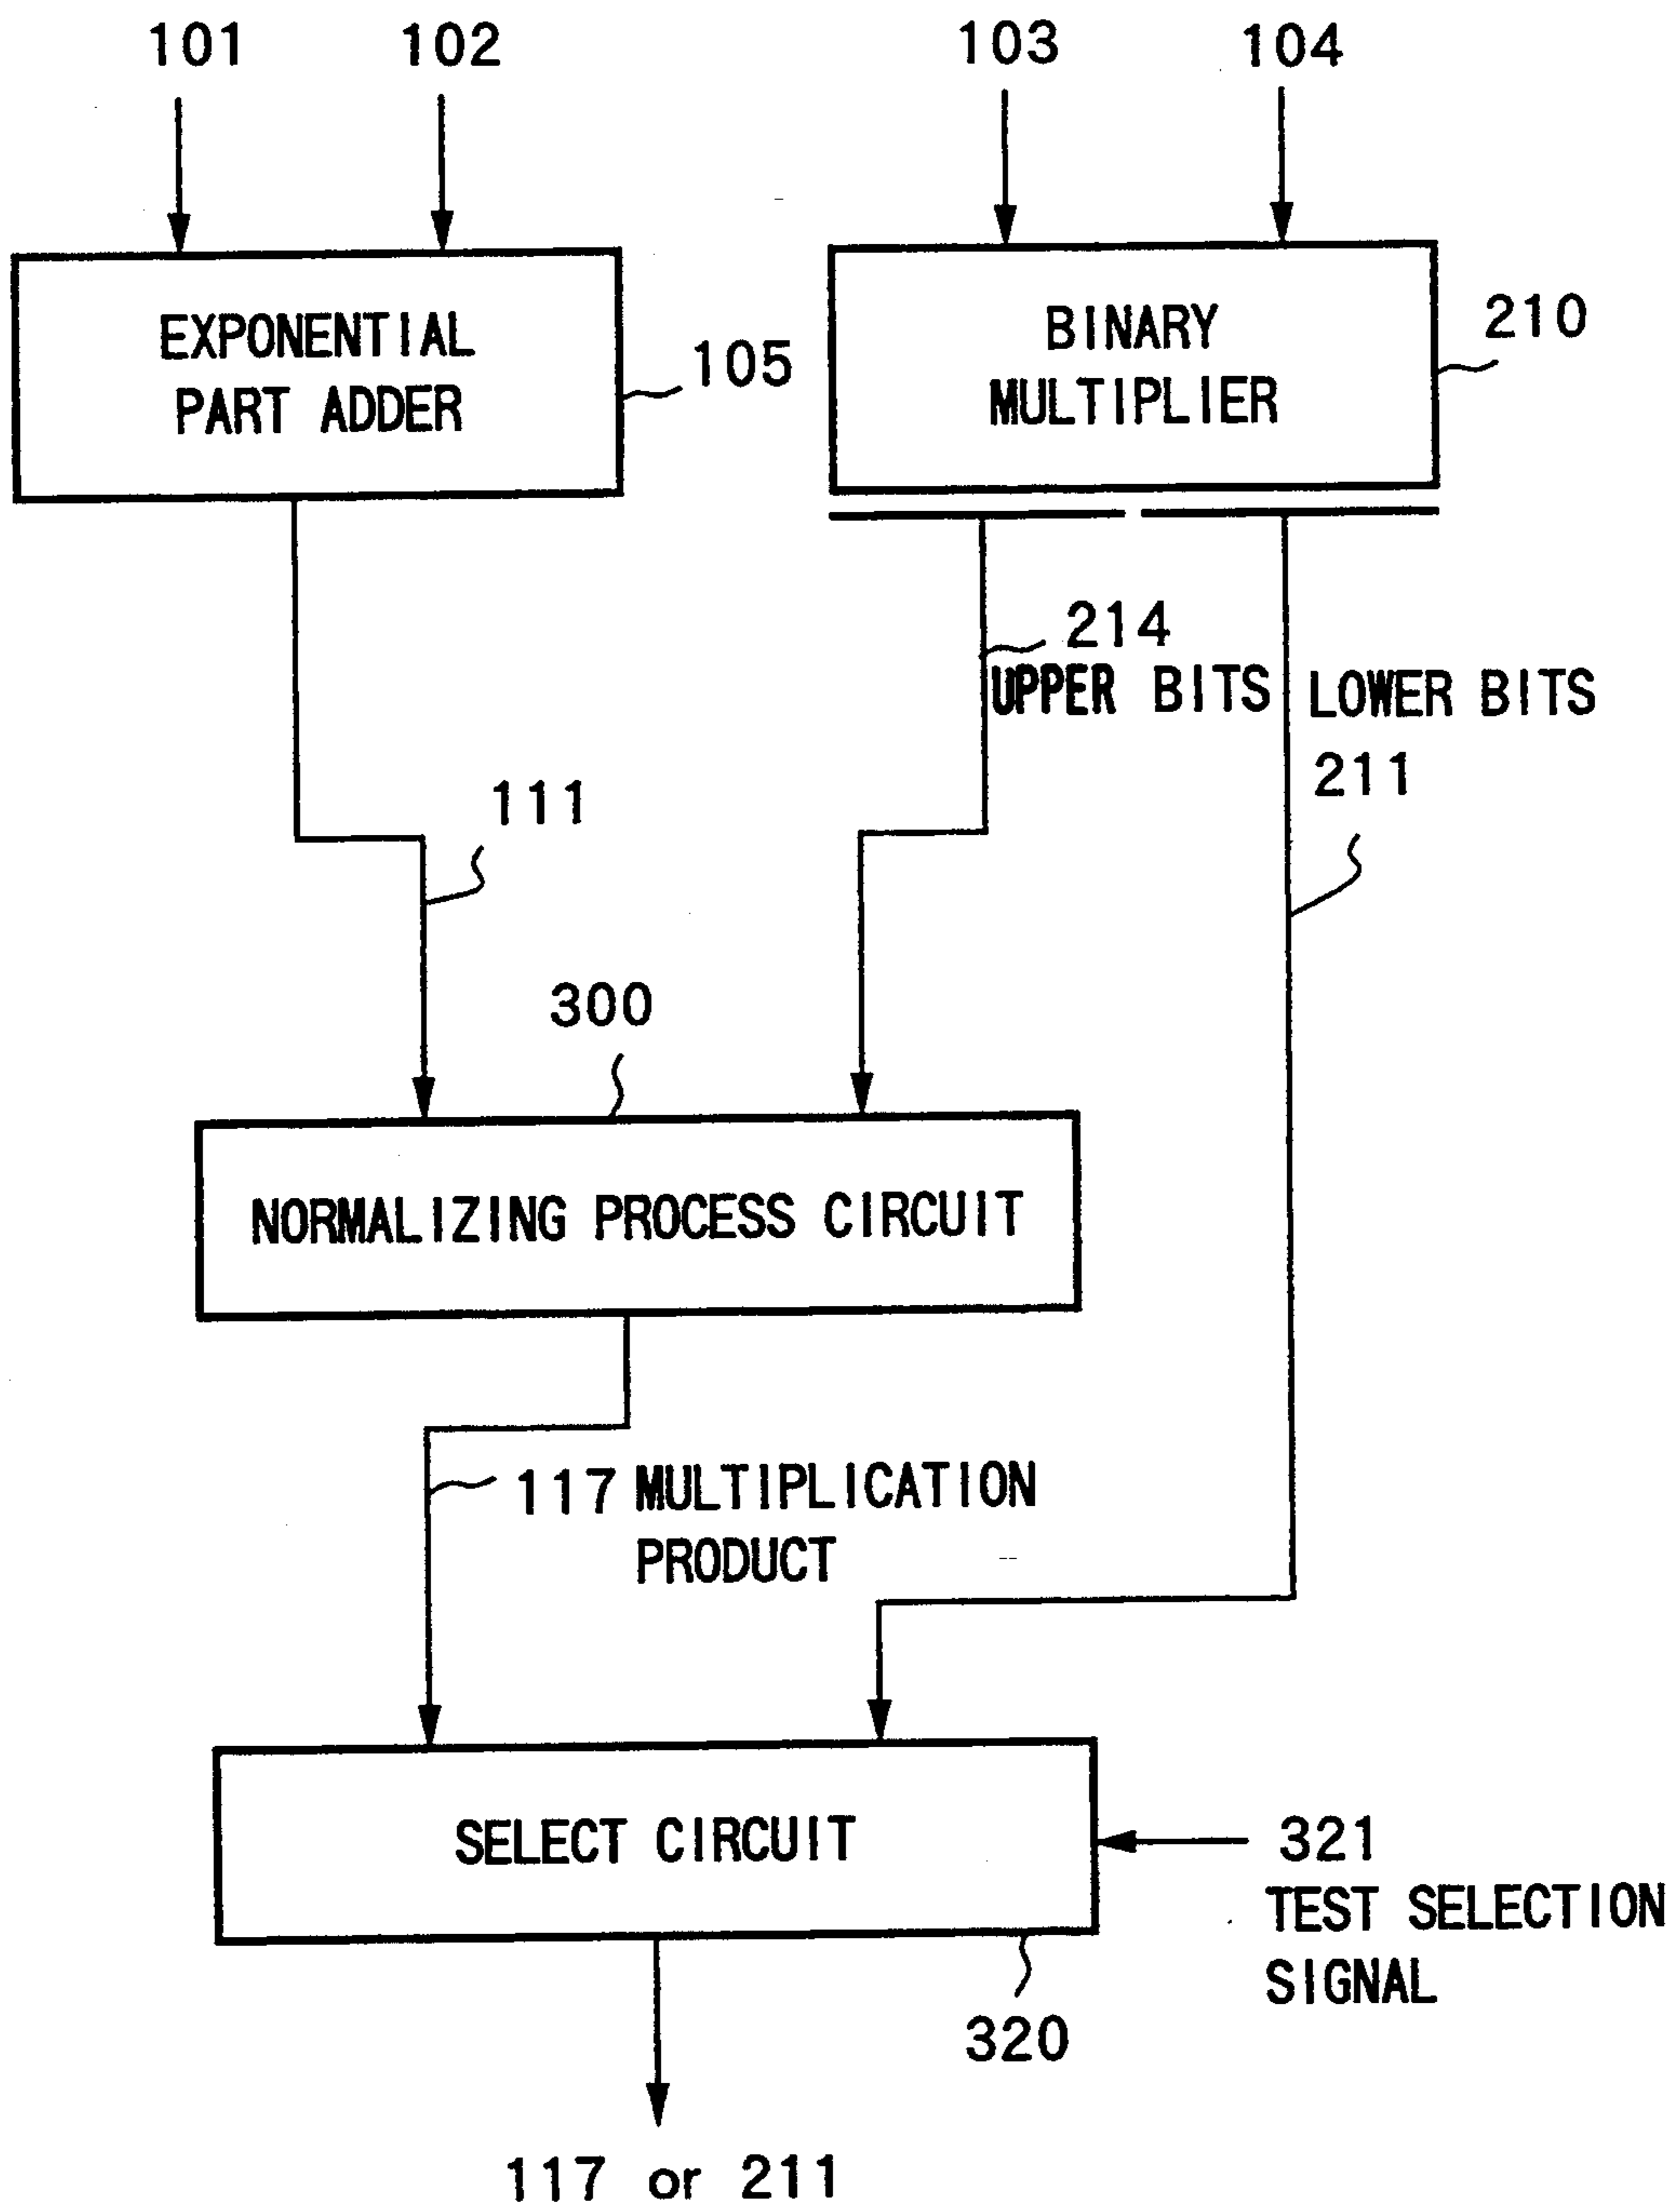 101 102 103 104
EXPONENTIAL
PART ADDER
105
BINARY
MULTIPLIER
210
214
UPPER BITS
LOWER BITS
211
111
300
NORMALIZING PROCESS CIRCUIT
117 MULTIPLICATION
PRODUCT
SELECT CIRCUIT
321
TEST SELECTION
SIGNAL
320
117 or 211